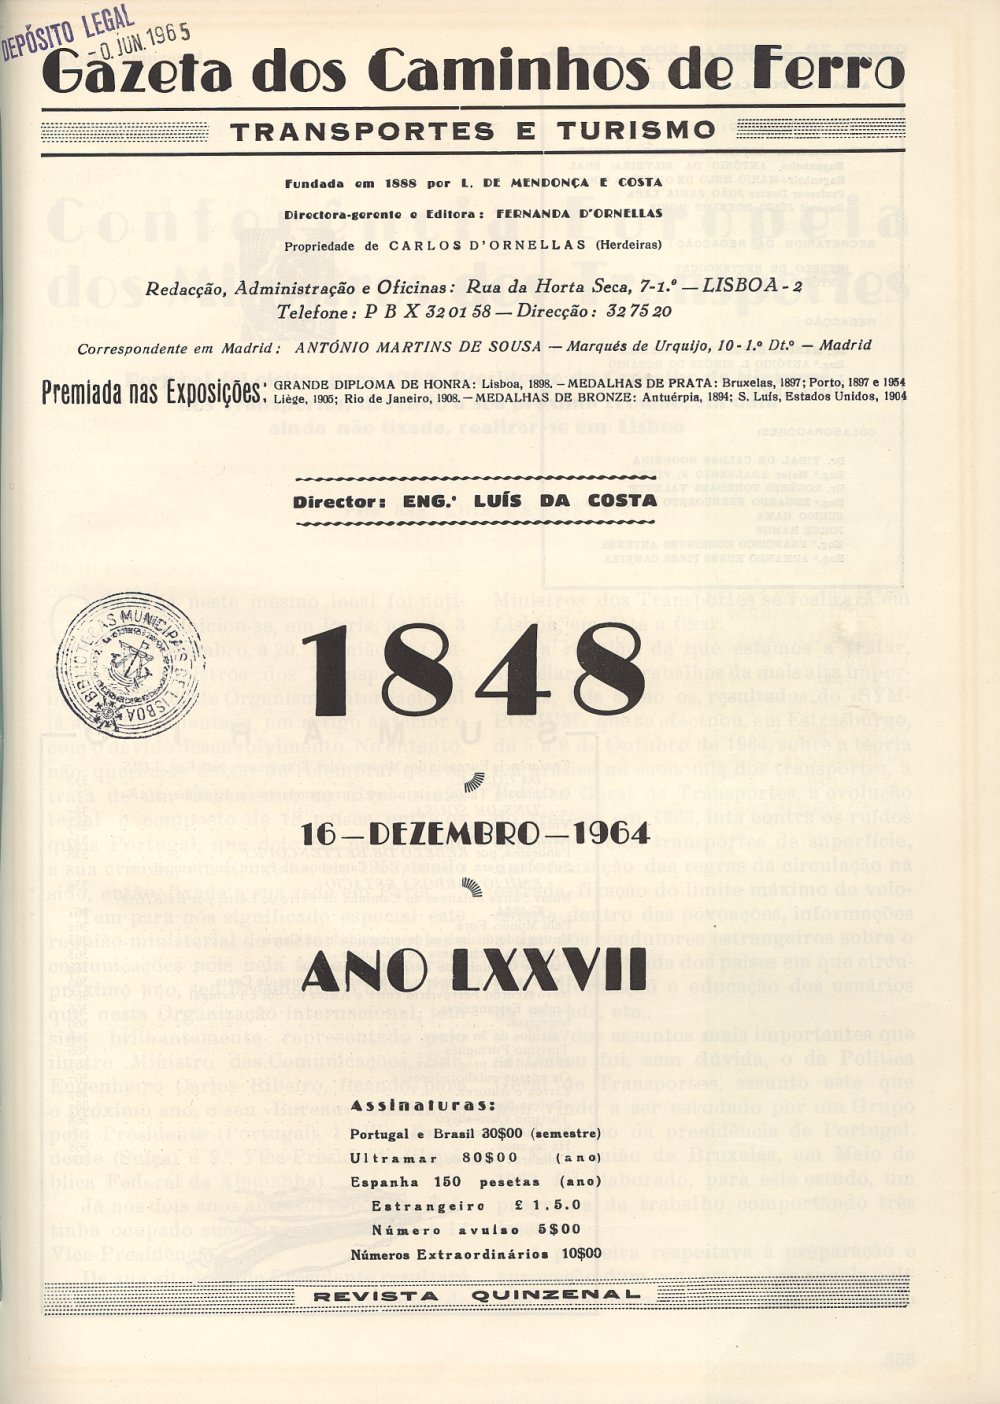 DEPÓSITO LEGAL
-0.JUN.1965
Gazeta dos Caminhos de Ferro
TRANSPORTES E TURISMO
Fundada em 1888 por L. DE MENDONÇA E COSTA
Directora-gerente e Editora: FERNANDA D'ORNELLAS
Propriedade de CARLOS D'ORNELLAS (Herdeiras)
Redacção, Administração e Oficinas: Rua da Horta Seca, 7-1.º — LISBOA-2
Telefone: P B X 32 01 58 — Direcção: 32 75 20
Correspondente em Madrid: ANTÓNIO MARTINS DE SOUSA — Marqués de Urquijo, 10-1.º Dt.º — Madrid
Premiada nas Exposições: GRANDE DIPLOMA DE HONRA: Lisboa, 1898. — MEDALHAS DE PRATA: Bruxelas, 1897; Porto, 1897 e 1954
Liège, 1905; Rio de Janeiro, 1908. — MEDALHAS DE BRONZE: Antuérpia, 1894; S. Luís, Estados Unidos, 1904
Director: ENG.º LUÍS DA COSTA
BIBLIOTECAS MUNICIPAIS LISBOA
1848
16—DEZEMBRO—1964
ANO LXXVII
Assinaturas:
Portugal e Brasil 30$00 (semestre)
Ultramar 80$00 (ano)
Espanha 150 pesetas (ano)
Estrangeiro £ 1.5.0
Número avulso 5$00
Números Extraordinários 10$00
REVISTA QUINZENAL